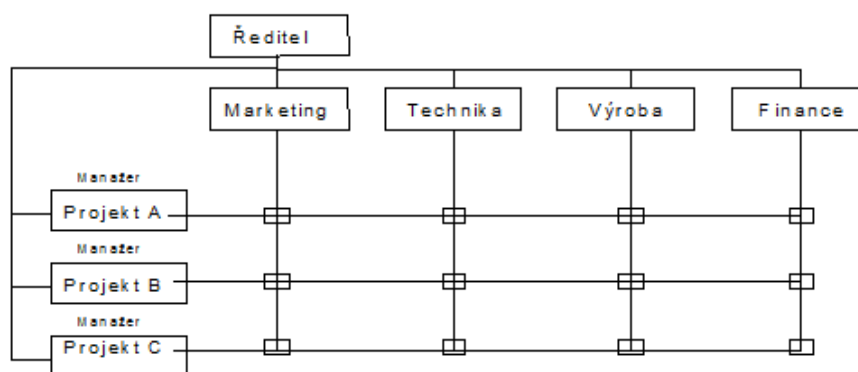 Ředitel
Marketing
Technika
Výroba
Finance
Manažer
Projekt A
Manažer
Projekt B
Manažer
Projekt C